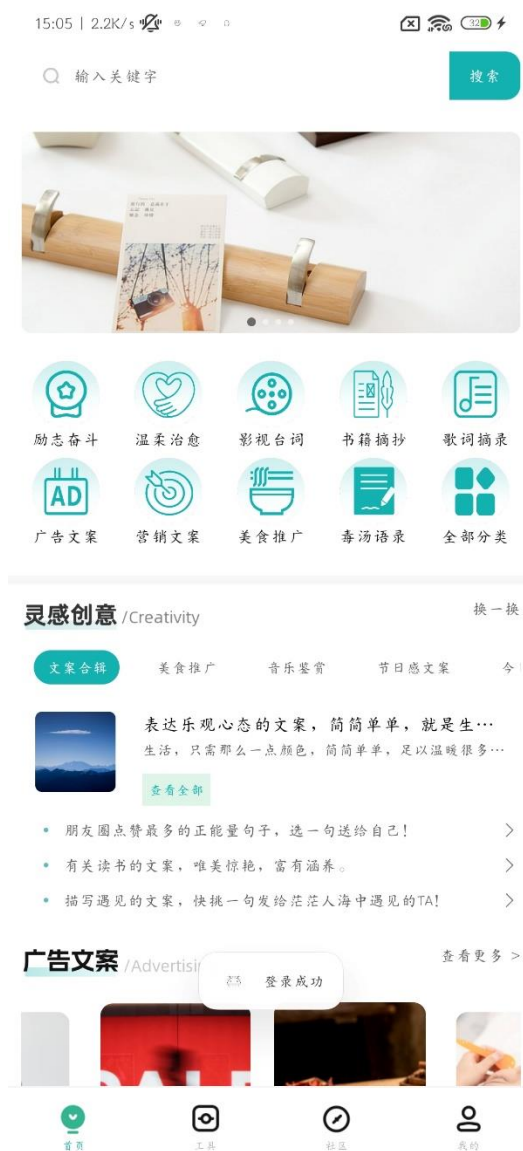 15:05 | 2.2K/s
32
输入关键字
搜索
励志奋斗 温柔治愈 影视台词 书籍摘抄 歌词摘录
AD
广告文案 营销文案 美食推广 毒汤语录 全部分类
灵感创意 /Creativity 换一换
文案合辑 美食推广 音乐鉴赏 节日感文案 今
表达乐观心态的文案，简简单单，就是生…
生活，只需那么一点颜色，简简单单，足以温暖很多…
查看全部
朋友圈点赞最多的正能量句子，选一句送给自己！
有关读书的文案，唯美惊艳，富有涵养。
描写遇见的文案，快挑一句发给茫茫人海中遇见的TA！
广告文案 /Advertisi 查看更多 >
登录成功
首页 工具 社区 我的